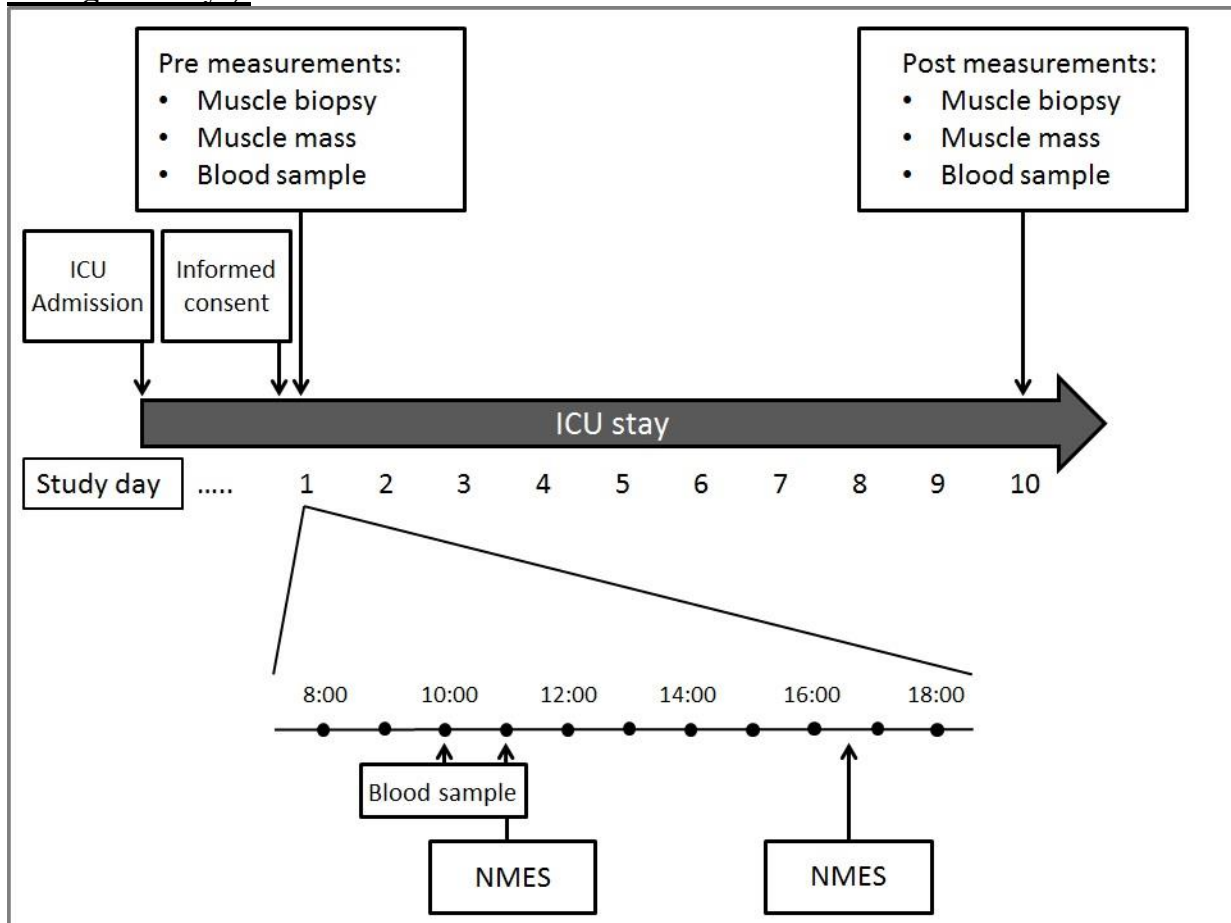 Pre measurements:
• Muscle biopsy
• Muscle mass
• Blood sample
Post measurements:
• Muscle biopsy
• Muscle mass
• Blood sample
ICU
Admission
Informed
consent
ICU stay
Study day ..... 1 2 3 4 5 6 7 8 9 10
8:00 10:00 12:00 14:00 16:00 18:00
Blood sample
NMES
NMES